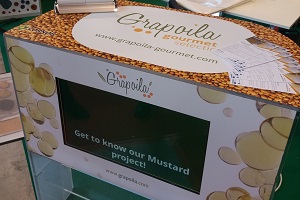 Grapoila
gourmet
www.grapoila-gourmet.com
Grapoila
Get to know our Mustard
project!
www.grapoila.com